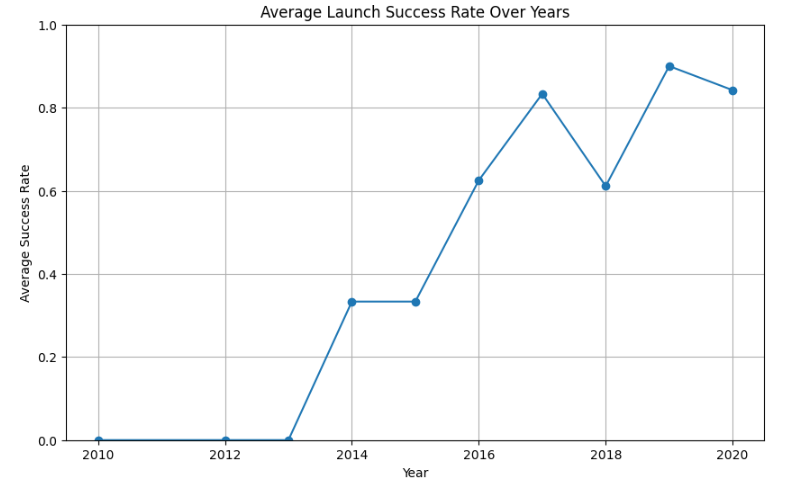 Average Launch Success Rate Over Years
Average Success Rate
1.0
0.8
0.6
0.4
0.2
0.0
2010 2012 2014 2016 2018 2020
Year